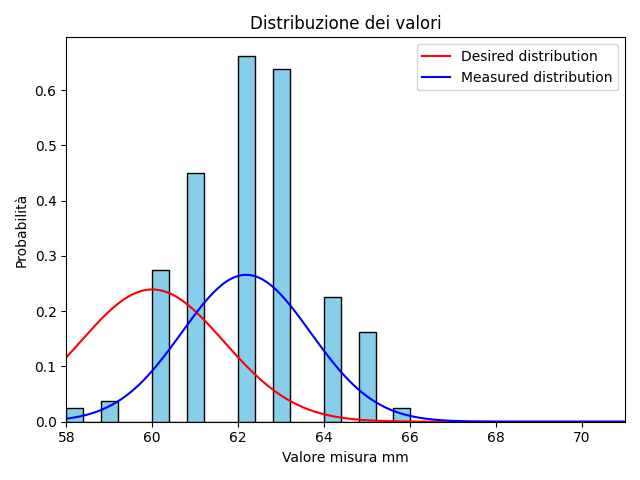 Distribuzione dei valori
Desired distribution
Measured distribution
Probabilità
0.6
0.5
0.4
0.3
0.2
0.1
0.0
58 60 62 64 66 68 70
Valore misura mm